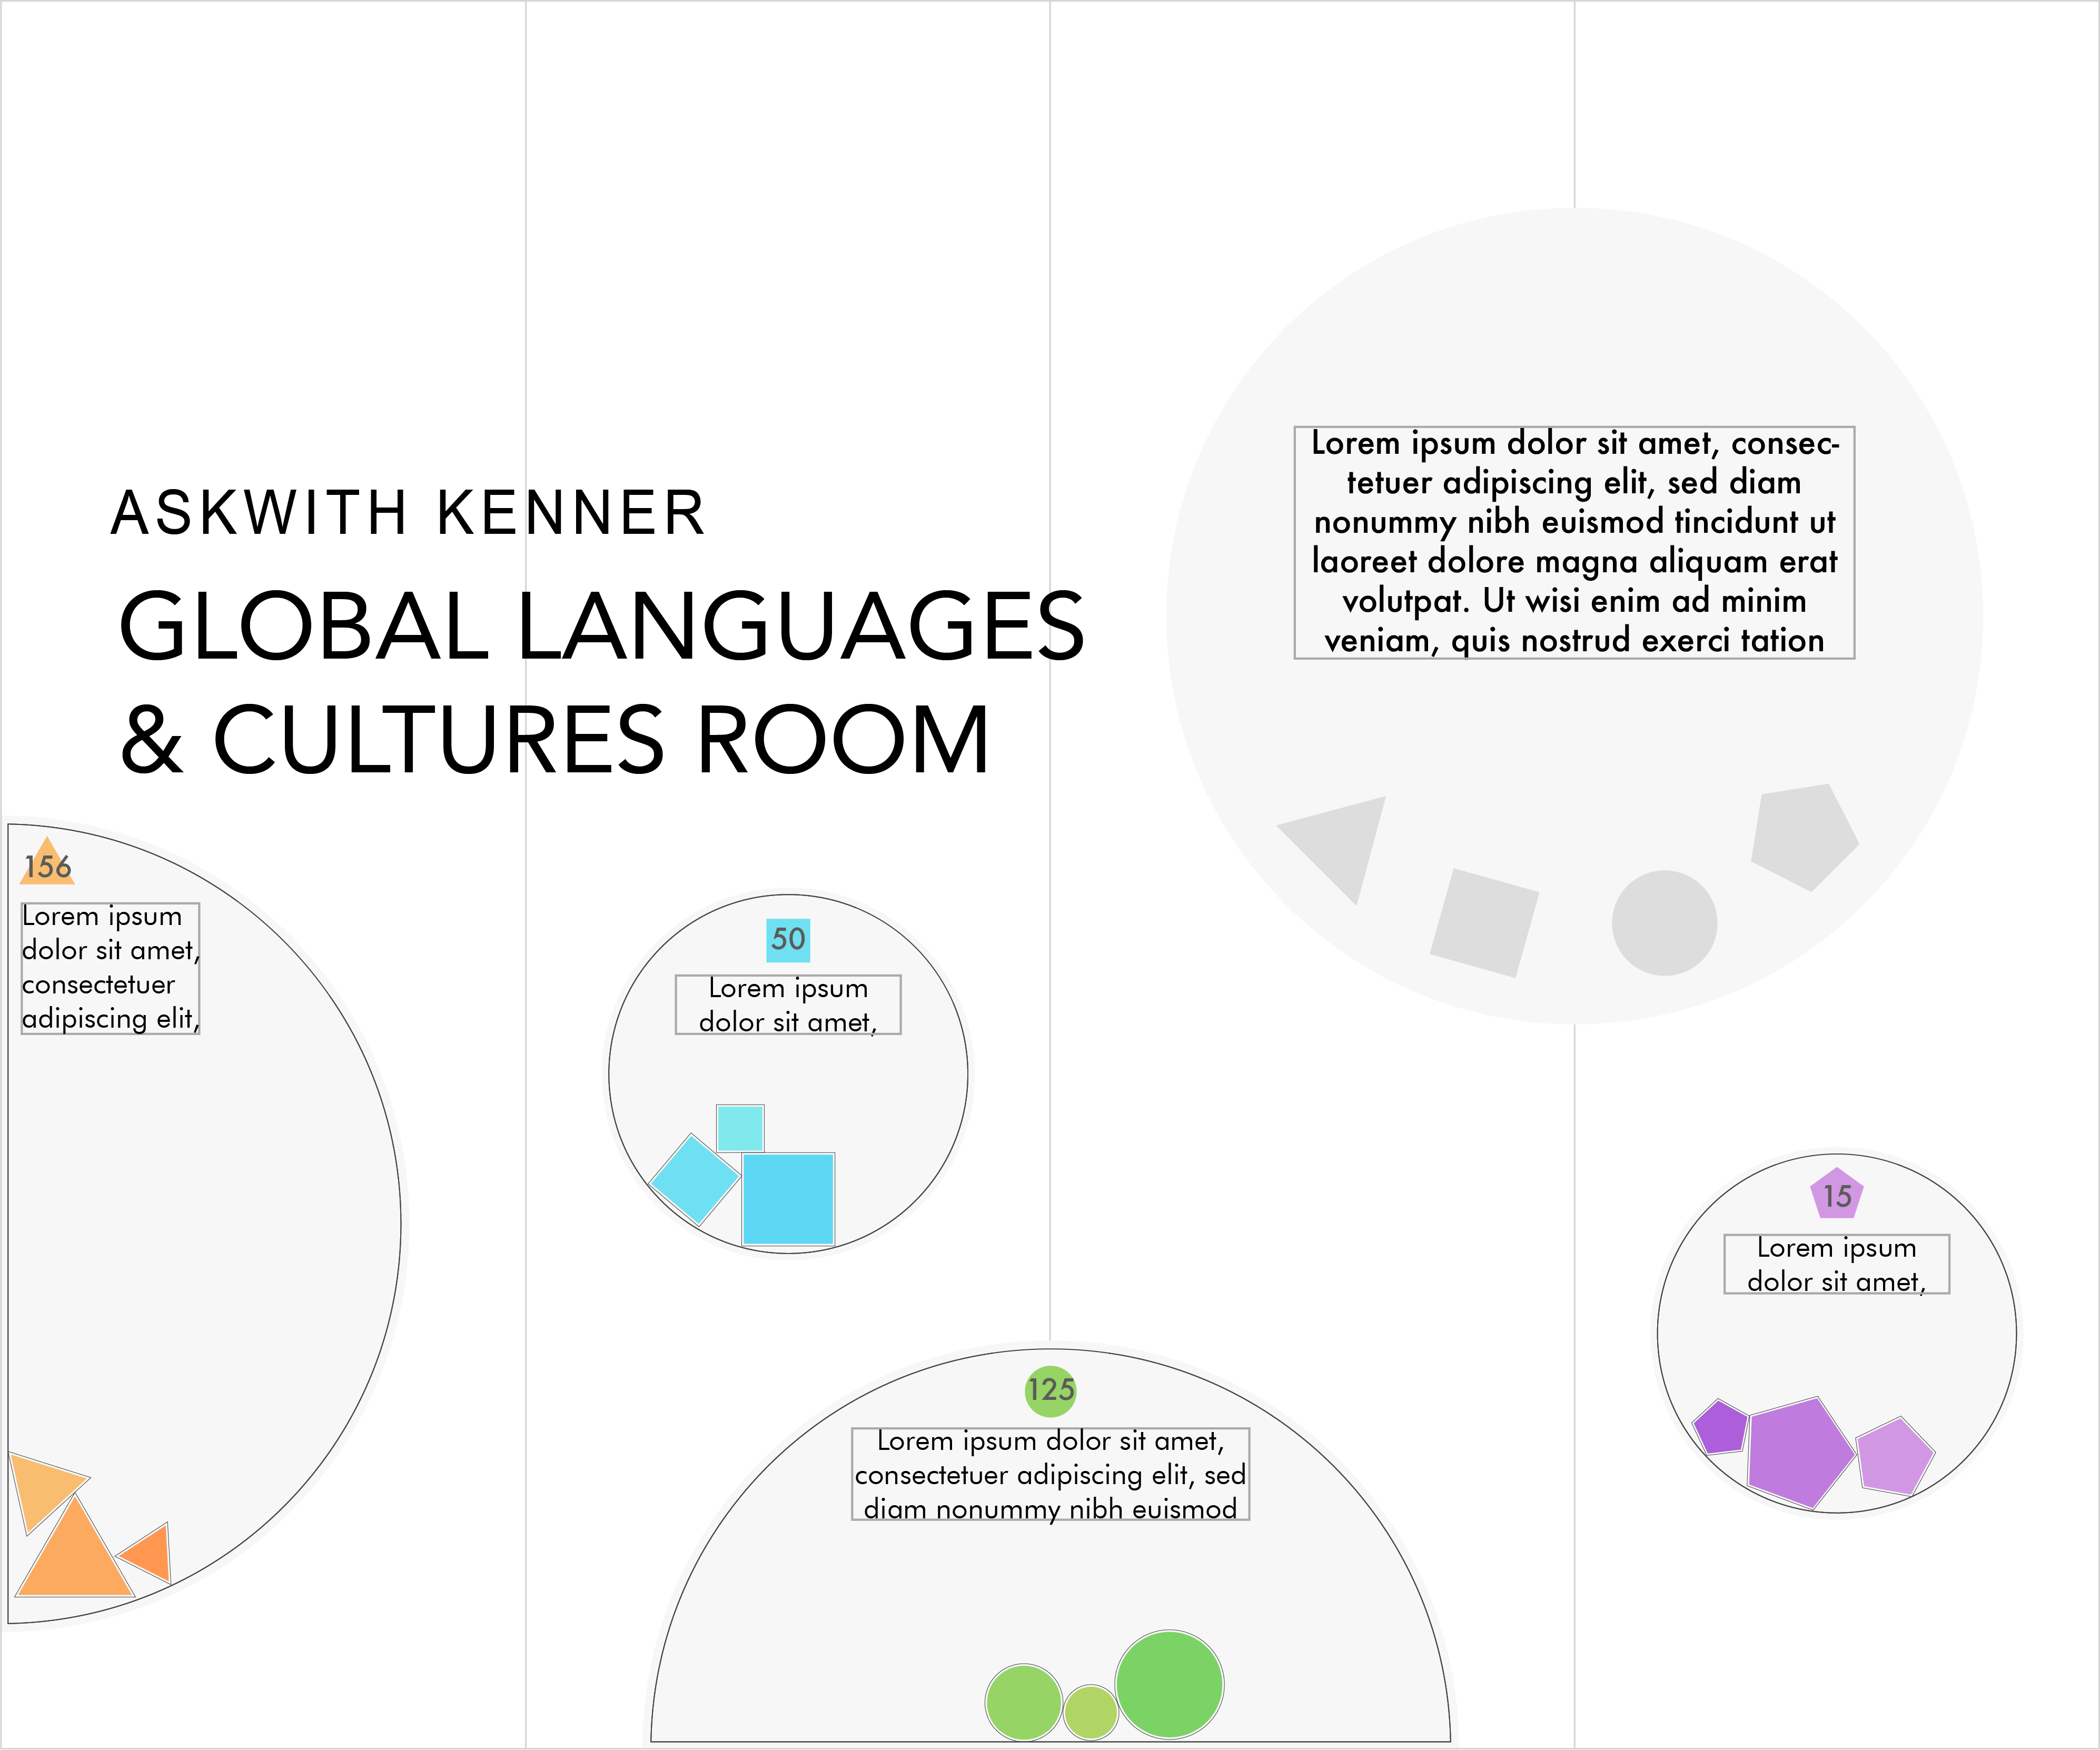 ASKWITH KENNER
GLOBAL LANGUAGES
& CULTURES ROOM
Lorem ipsum dolor sit amet, consec-
tetuer adipiscing elit, sed diam
nonummy nibh euismod tincidunt ut
laoreet dolore magna aliquam erat
volutpat. Ut wisi enim ad minim
veniam, quis nostrud exerci tation
156
Lorem ipsum
dolor sit amet,
consectetuer
adipiscing elit,
50
Lorem ipsum
dolor sit amet,
125
Lorem ipsum dolor sit amet,
consectetuer adipiscing elit, sed
diam nonummy nibh euismod
15
Lorem ipsum
dolor sit amet,